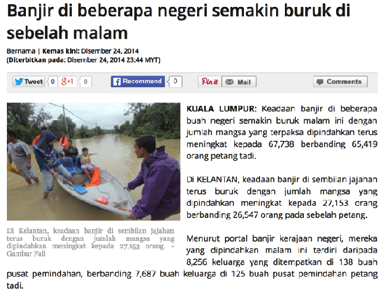 Banjir di beberapa negeri semakin buruk di
sebelah malam
Bernama | Kemas kini: Disember 24, 2014
(Diterbitkan pada: Disember 24, 2014 23:44 MYT)
Tweet 0 g+1 0 Recommend 0 Pin it Mail Comments
KUALA LUMPUR: Keadaan banjir di beberapa
buah negeri semakin buruk malam ini dengan
jumlah mangsa yang terpaksa dipindahkan terus
meningkat kepada 67,738 berbanding 65,419
orang petang tadi.
Di KELANTAN, keadaan banjir di sembilan jajahan
terus buruk dengan jumlah mangsa yang
dipindahkan meningkat kepada 27,153 orang
berbanding 26,547 orang pada sebelah petang.
Di Kelantan, keadaan banjir di sembilan jajahan
terus buruk dengan jumlah mangsa yang
dipindahkan meningkat kepada 27,153 orang. -
Gambar Fail
Menurut portal banjir kerajaan negeri, mereka
yang dipindahkan malam ini terdiri daripada
8,256 keluarga yang ditempatkan di 138 buah
pusat pemindahan, berbanding 7,687 buah keluarga di 125 buah pusat pemindahan petang
tadi.